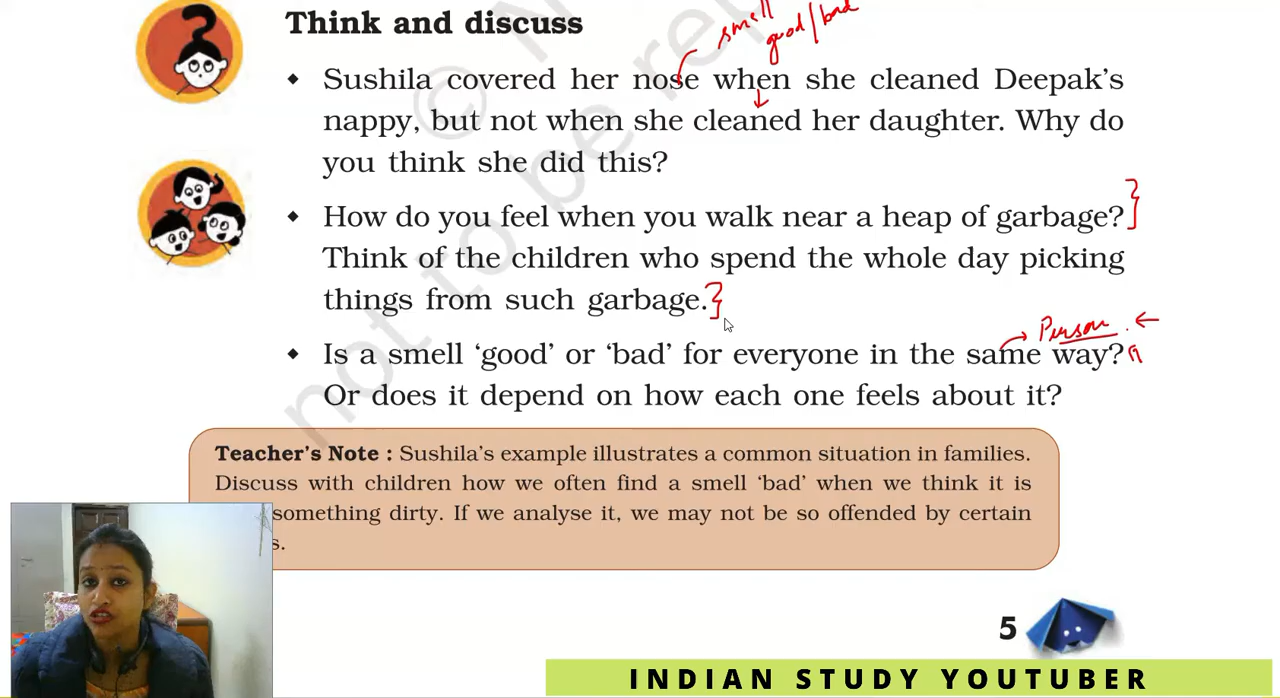 smell
good/bad
Think and discuss
♦ Sushila covered her nose when she cleaned Deepak's
nappy, but not when she cleaned her daughter. Why do
you think she did this?
♦ How do you feel when you walk near a heap of garbage?
Think of the children who spend the whole day picking
things from such garbage.
Person
♦ Is a smell 'good' or 'bad' for everyone in the same way?
Or does it depend on how each one feels about it?
Teacher's Note : Sushila's example illustrates a common situation in families.
Discuss with children how we often find a smell 'bad' when we think it is
something dirty. If we analyse it, we may not be so offended by certain
s.
5
INDIAN STUDY YOUTUBER
not to be re